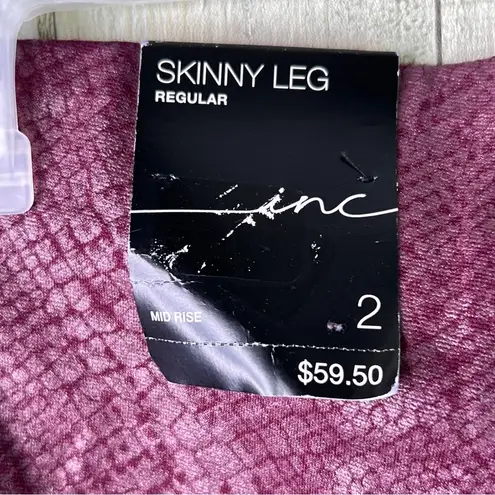 SKINNY LEG
REGULAR
inc
MID RISE
2
$59.50